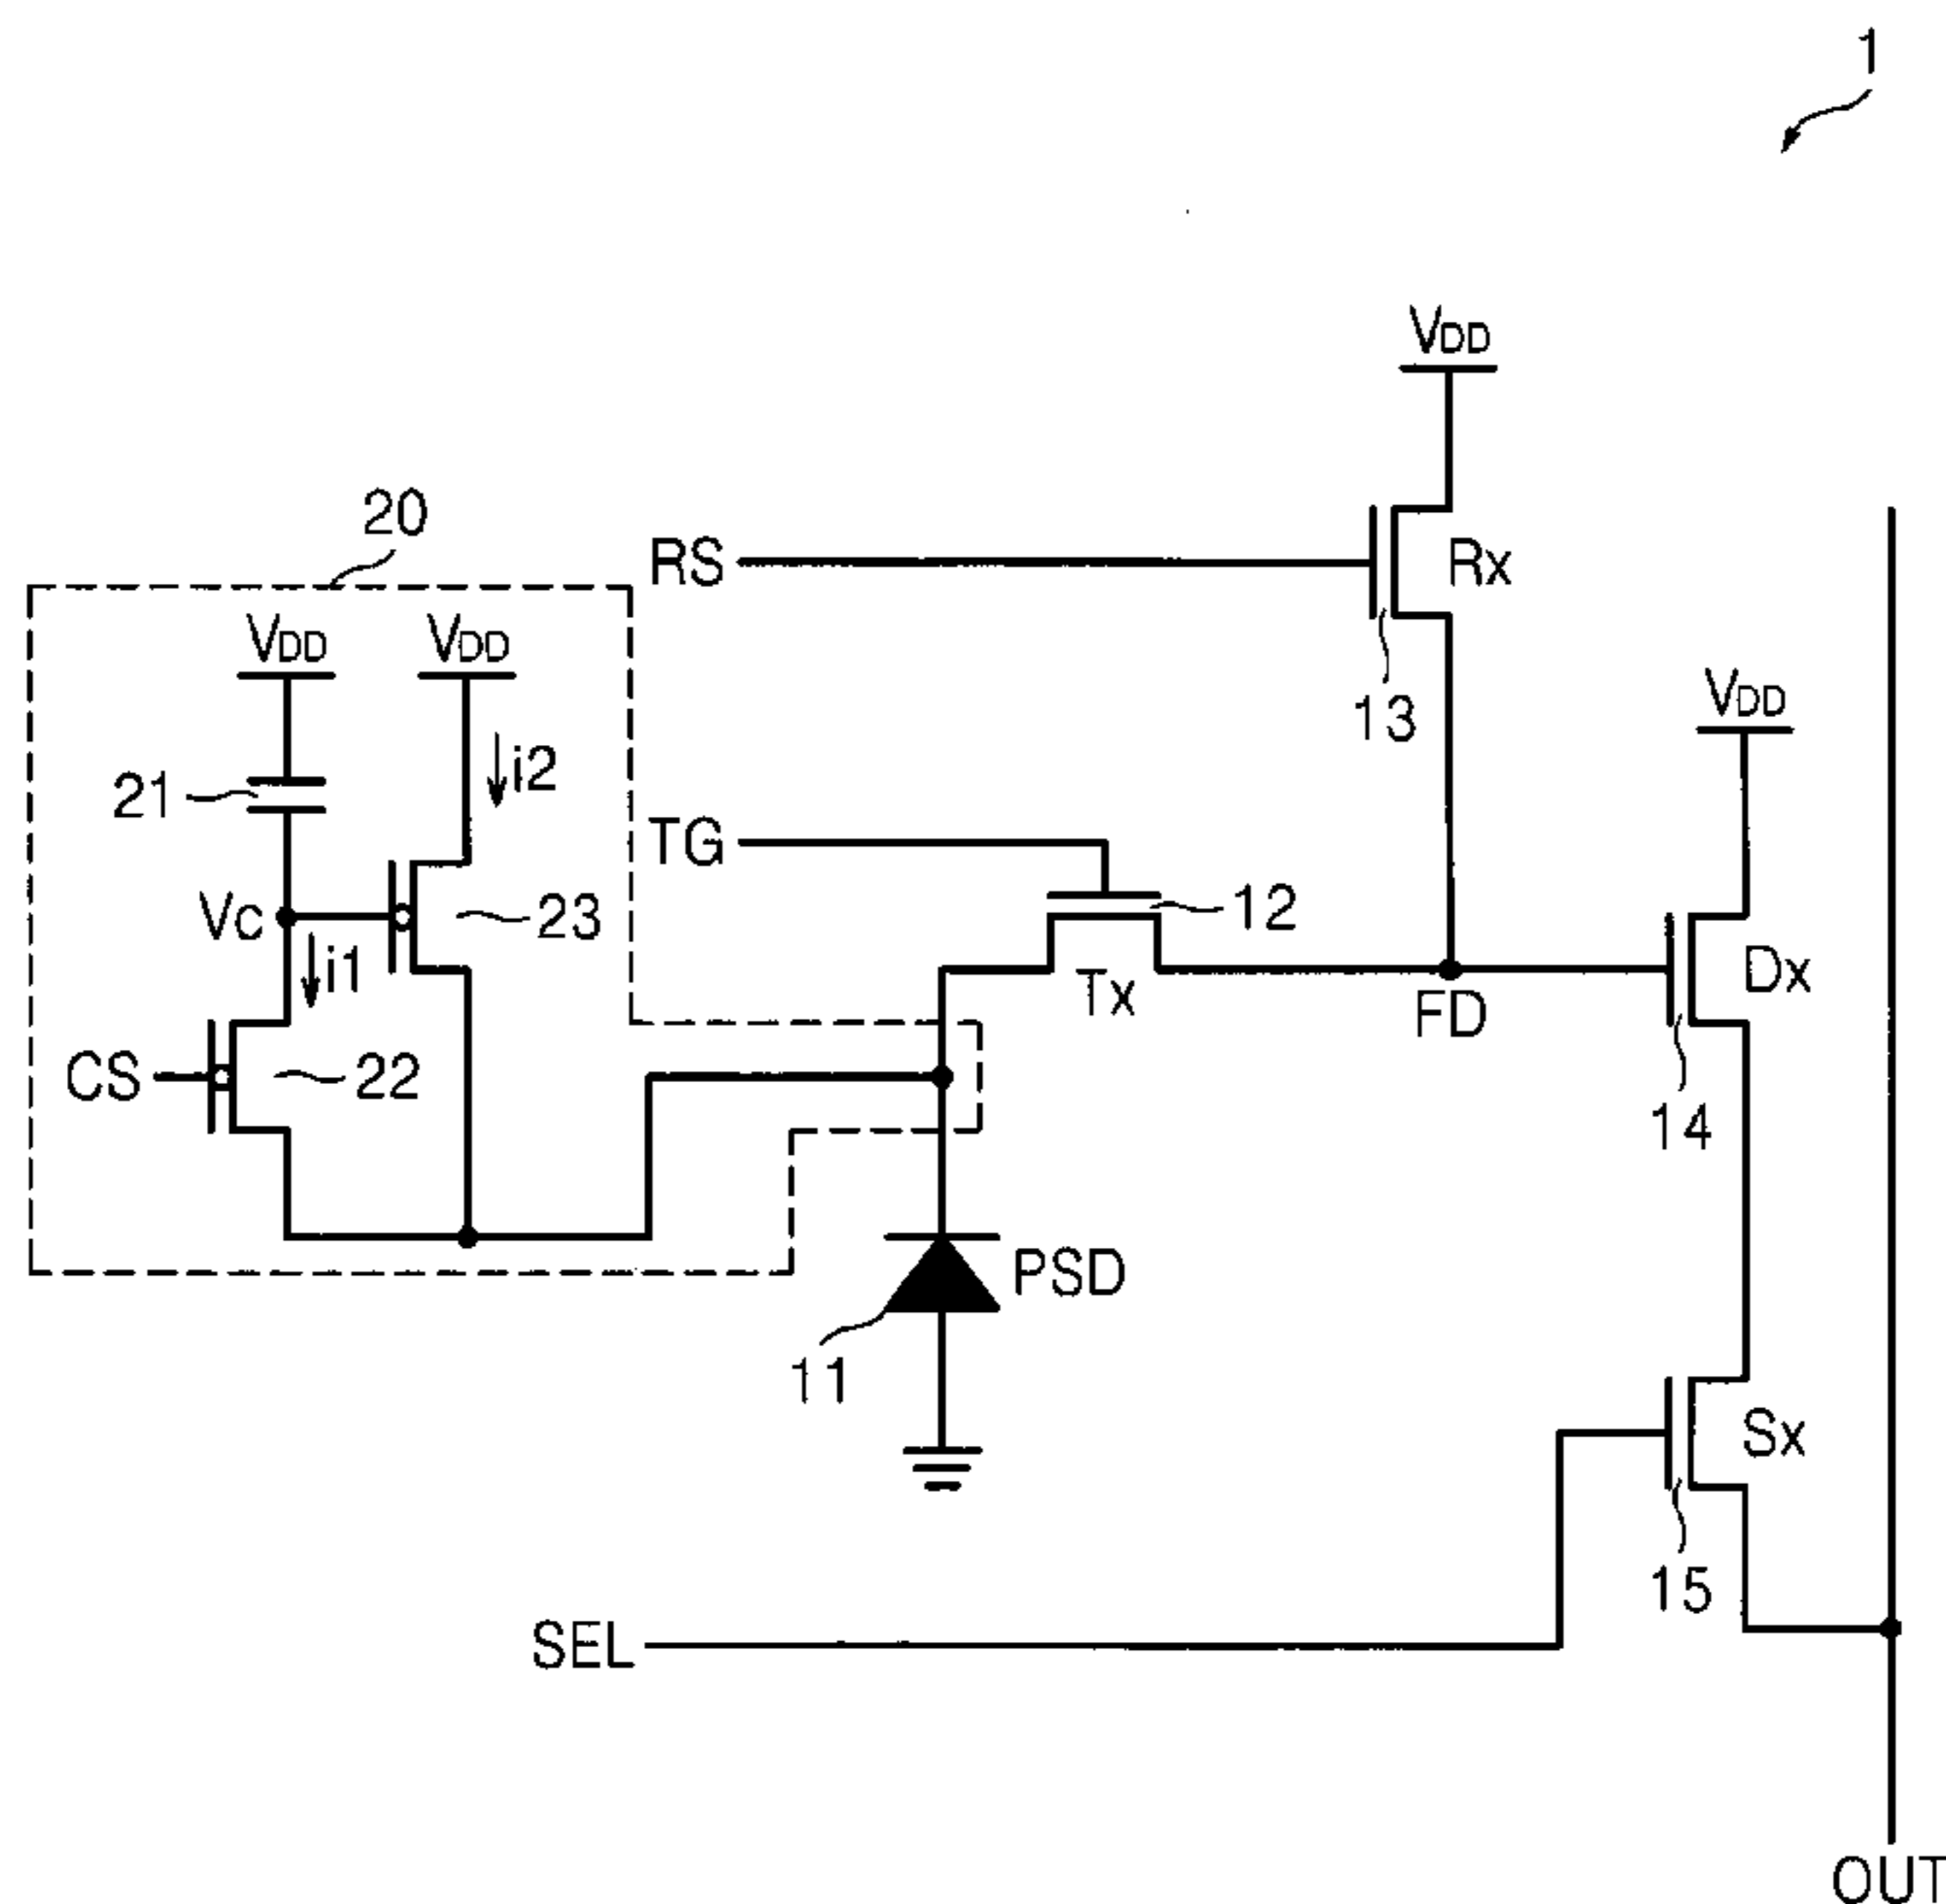 1
VDD
20
RS
Rx
VDD
VDD
13
VDD
21
i2
TG
12
Vc
23
Dx
i1
Tx
FD
CS
22
14
PSD
11
Sx
15
SEL
OUT